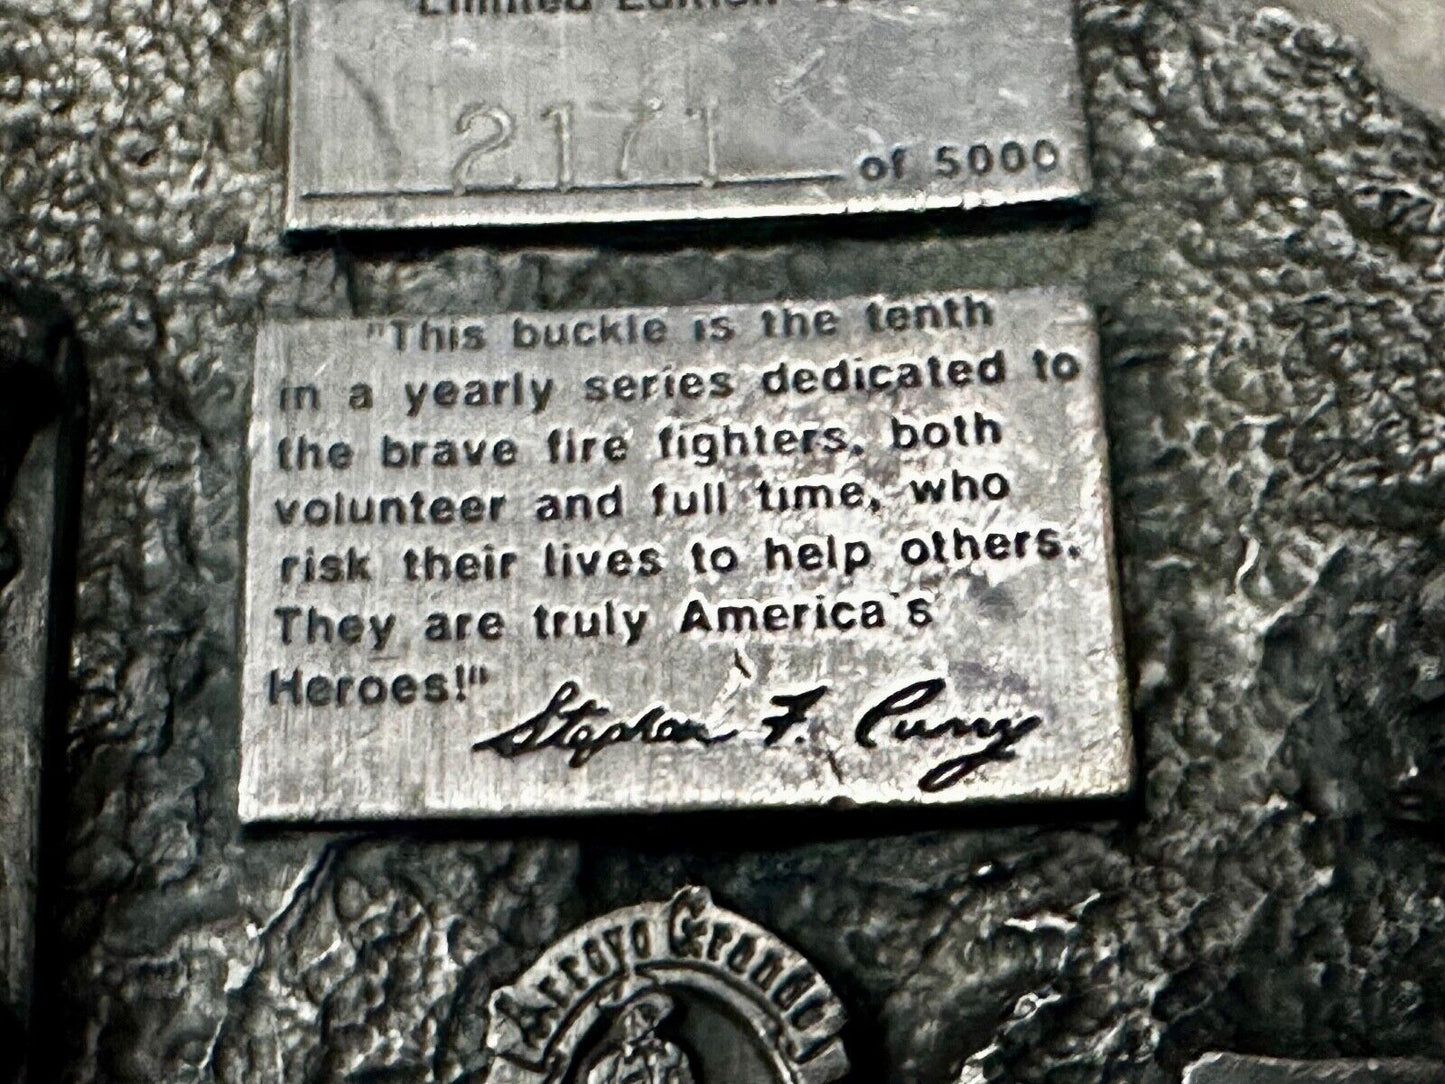 Limited Edition
2171 of 5000
"This buckle is the tenth
in a yearly series dedicated to
the brave fire fighters, both
volunteer and full time, who
risk their lives to help others.
They are truly America's
Heroes!"
Stephen F. Curry
Arroyo Grande